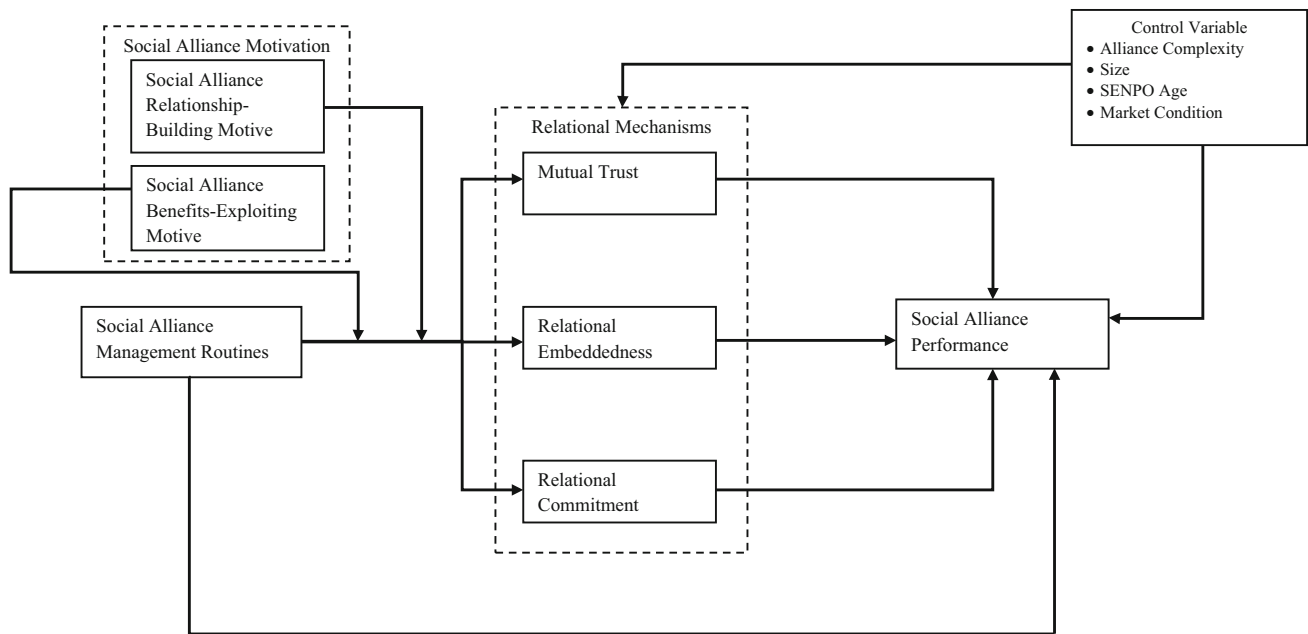 Social Alliance Motivation
Social Alliance
Relationship-
Building Motive
Social Alliance
Benefits-Exploiting
Motive
Social Alliance
Management Routines
Relational Mechanisms
Mutual Trust
Relational
Embeddedness
Relational
Commitment
Control Variable
• Alliance Complexity
• Size
• SENPO Age
• Market Condition
Social Alliance
Performance